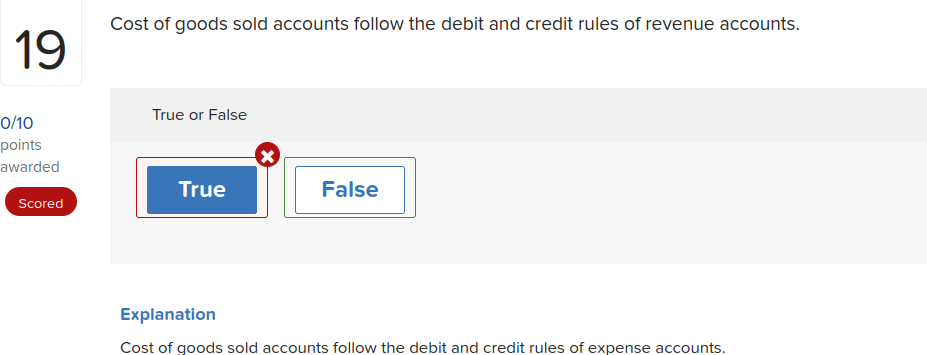 19
Cost of goods sold accounts follow the debit and credit rules of revenue accounts.
0/10
points
awarded
Scored
True or False
True
False
Explanation
Cost of goods sold accounts follow the debit and credit rules of expense accounts.